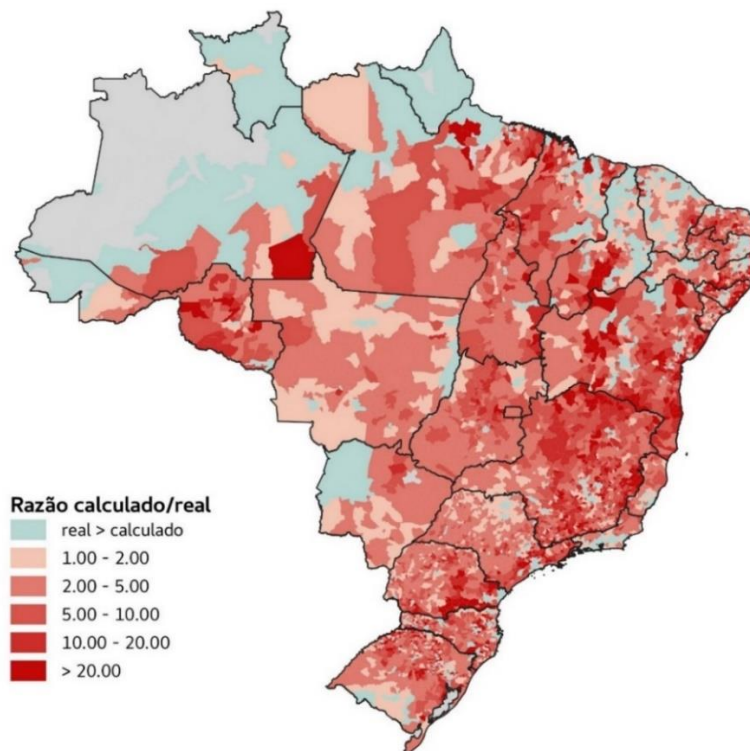 Razão calculado/real
real > calculado
1.00 - 2.00
2.00 - 5.00
5.00 - 10.00
10.00 - 20.00
> 20.00